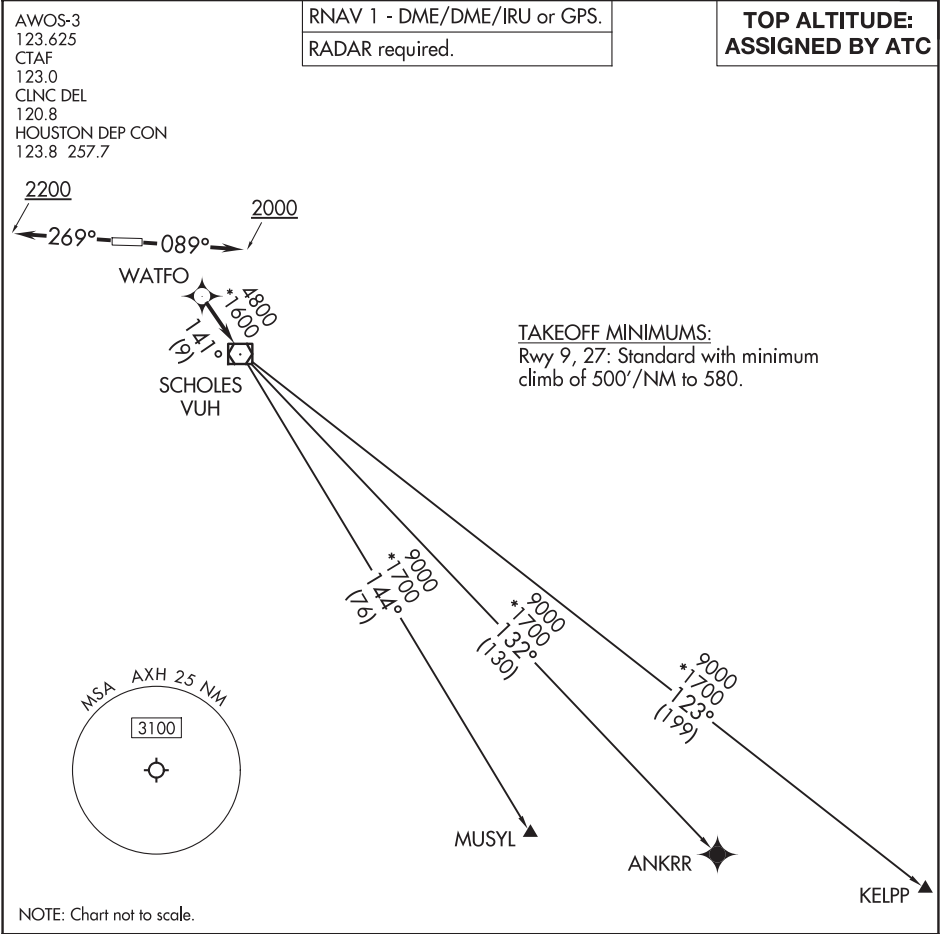 AWOS-3
123.625
CTAF
123.0
CLNC DEL
120.8
HOUSTON DEP CON
123.8 257.7
RNAV 1 - DME/DME/IRU or GPS.
RADAR required.
TOP ALTITUDE:
ASSIGNED BY ATC
2200
2000
269°
089°
WATFO
4800
*1600
141°
(9)
SCHOLES
VUH
TAKEOFF MINIMUMS:
Rwy 9, 27: Standard with minimum
climb of 500'/NM to 580.
9000
*1700
144°
(76)
9000
*1700
132°
(130)
9000
*1700
123°
(199)
MSA AXH 25 NM
3100
MUSYL
ANKRR
KELPP
NOTE: Chart not to scale.